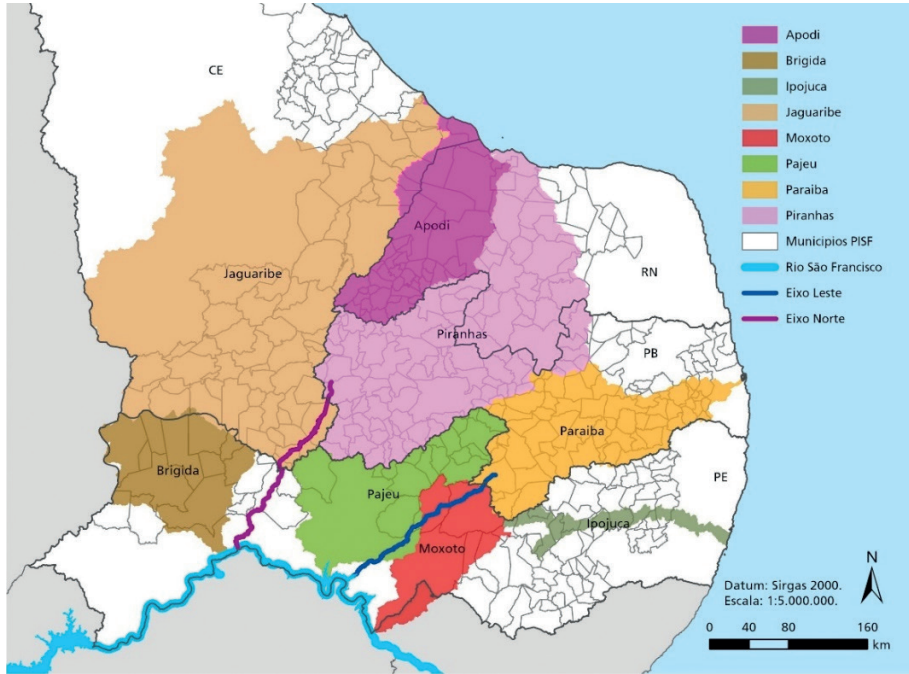 CE
Apodi
Brigida
Ipojuca
Jaguaribe
Moxoto
Pajeu
Paraiba
Piranhas
Municipios PISF
Rio São Francisco
Eixo Leste
Eixo Norte
Apodi
Jaguaribe
RN
Piranhas
PB
Paraiba
Brigida
Pajeu
PE
Ipojuca
Moxoto
N
Datum: Sirgas 2000.
Escala: 1:5.000.000.
0 40 80 160
km